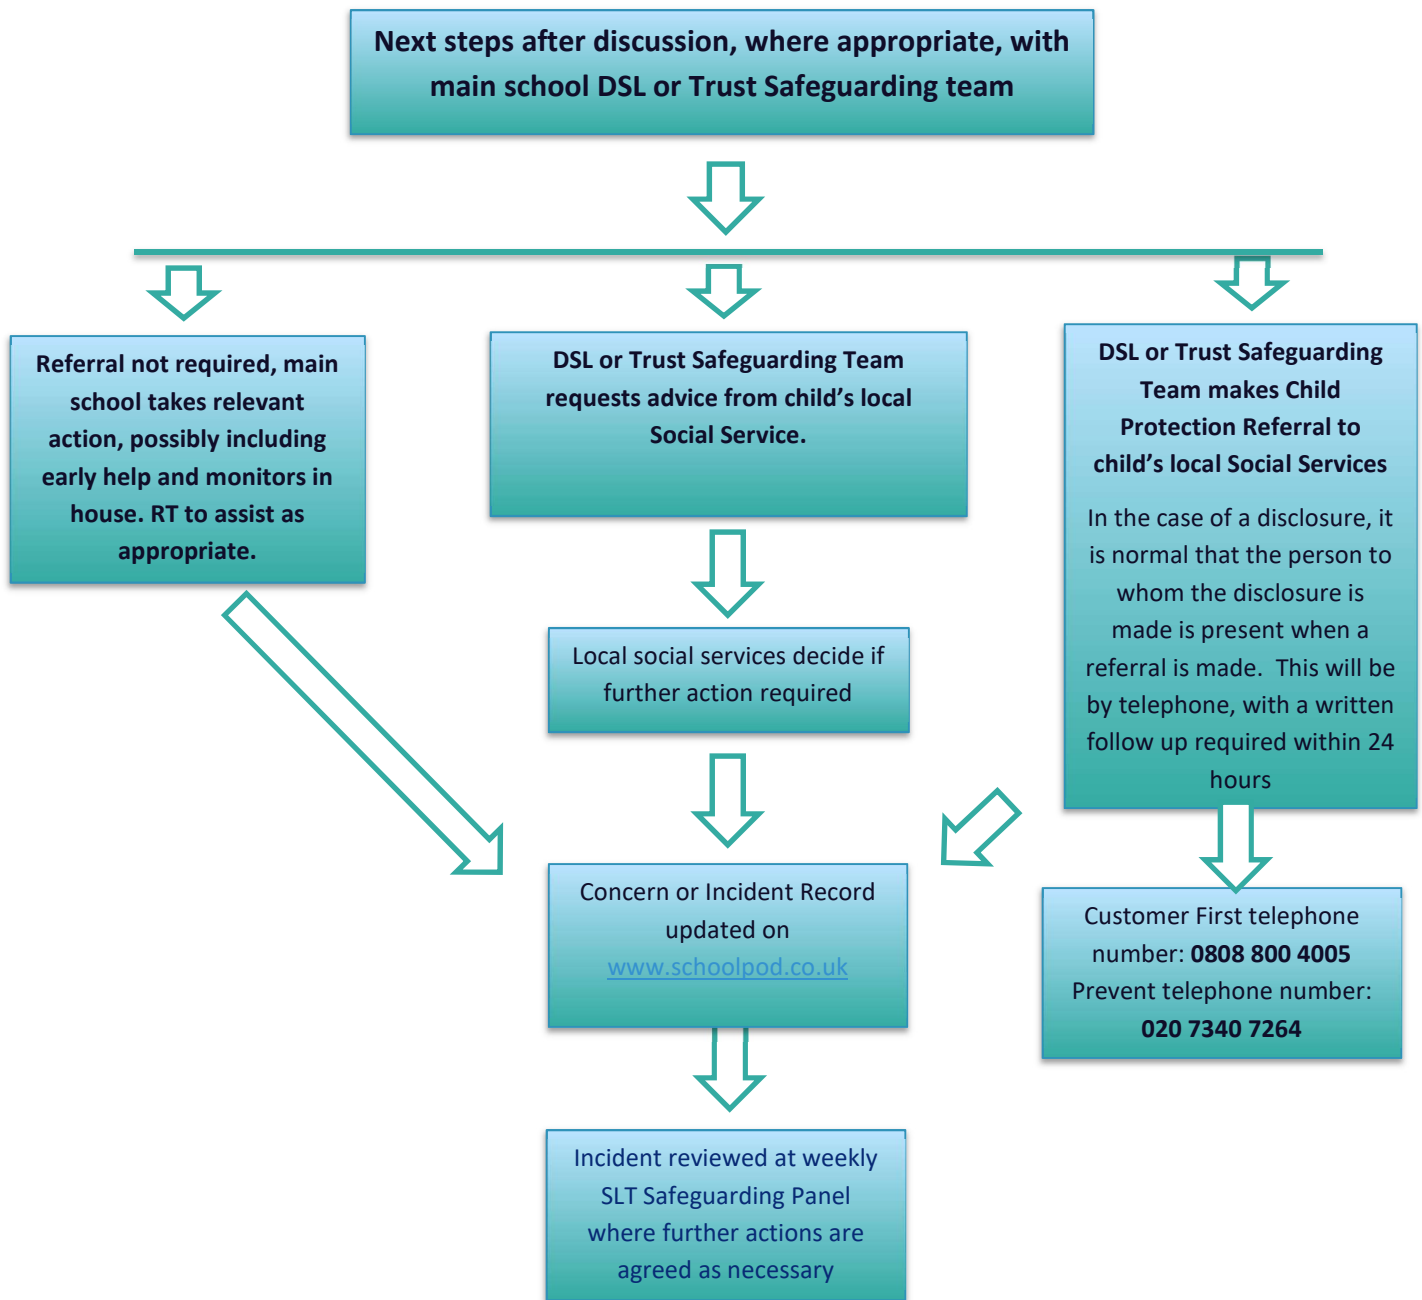 Next steps after discussion, where appropriate, with
main school DSL or Trust Safeguarding team
Referral not required, main
school takes relevant
action, possibly including
early help and monitors in
house. RT to assist as
appropriate.
DSL or Trust Safeguarding Team
requests advice from child’s local
Social Service.
DSL or Trust Safeguarding
Team makes Child
Protection Referral to
child’s local Social Services
In the case of a disclosure, it
is normal that the person to
whom the disclosure is
made is present when a
referral is made.  This will be
by telephone, with a written
follow up required within 24
hours
Local social services decide if
further action required
Concern or Incident Record
updated on
www.schoolpod.co.uk
Customer First telephone
number: 0808 800 4005
Prevent telephone number:
020 7340 7264
Incident reviewed at weekly
SLT Safeguarding Panel
where further actions are
agreed as necessary